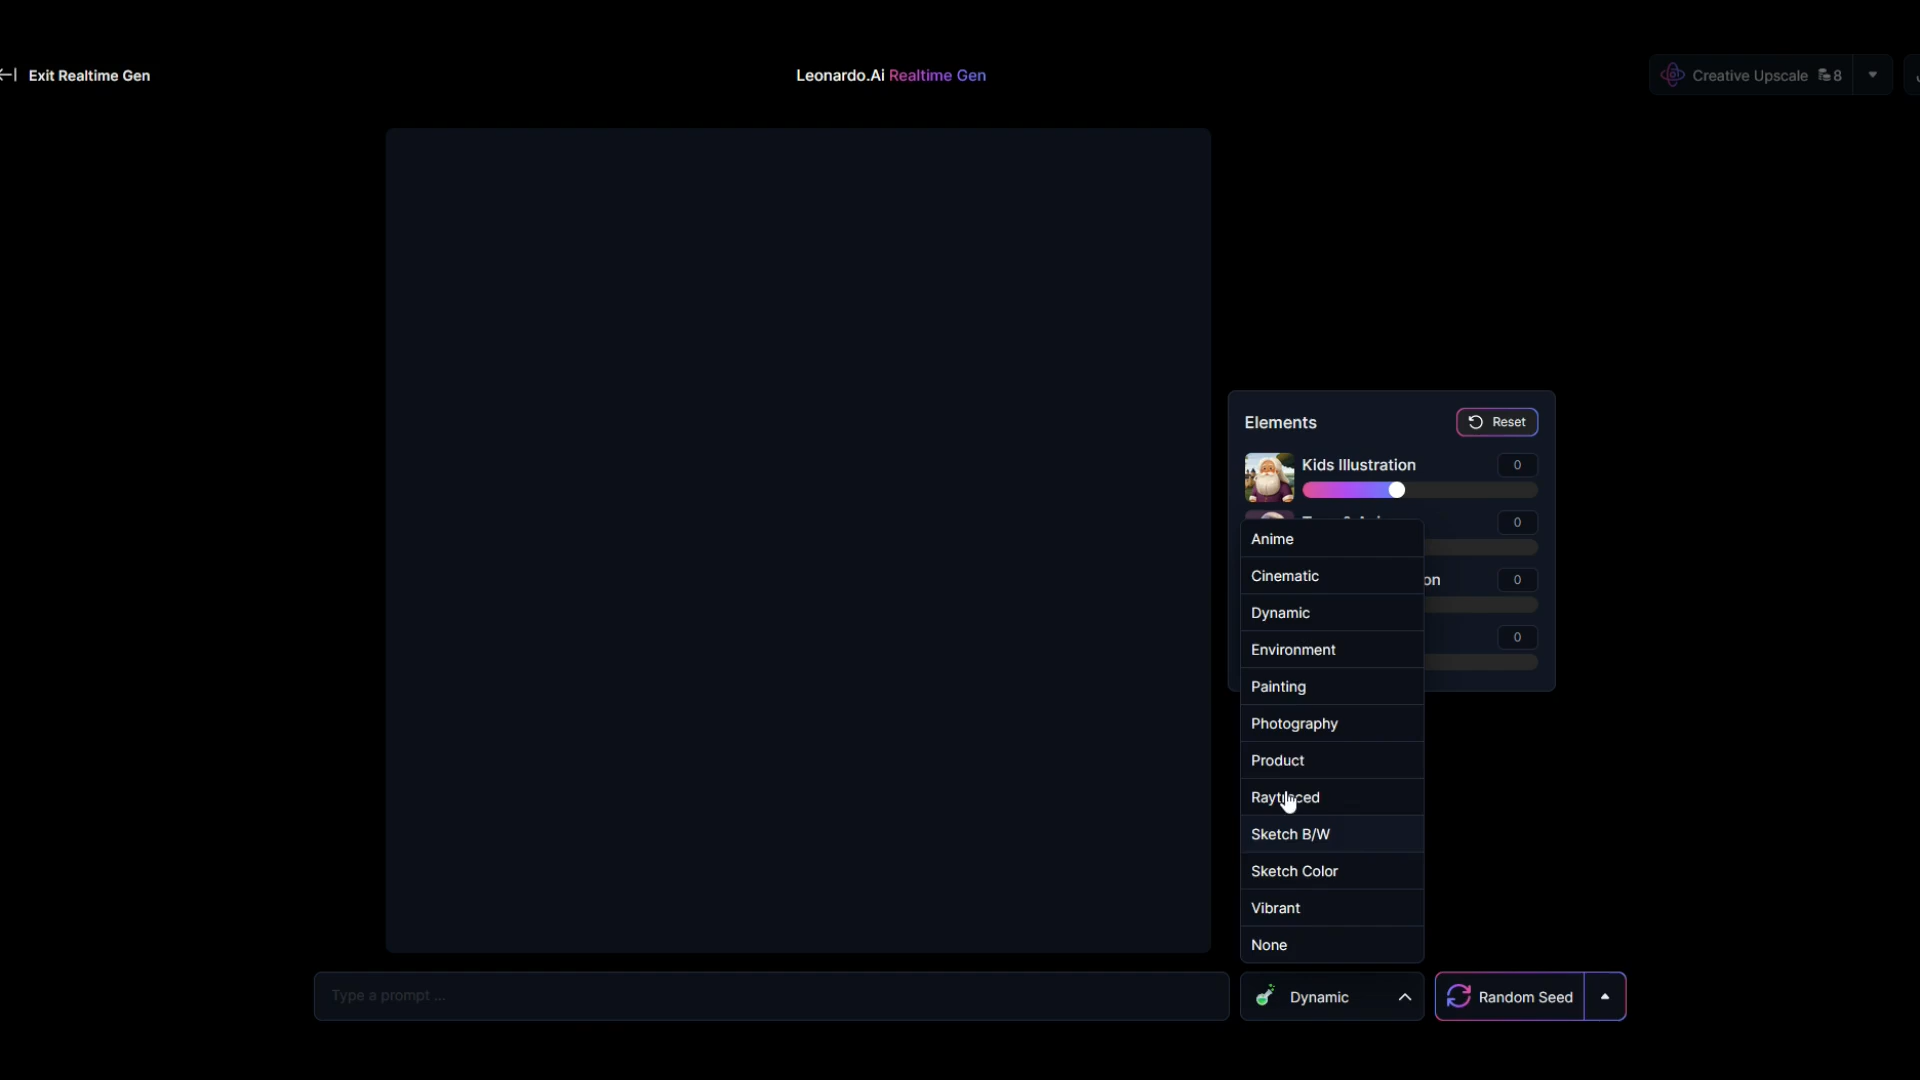 Exit Realtime Gen
Leonardo.Ai Realtime Gen
Creative Upscale 8
Elements
Reset
Kids Illustration
0
0
on
0
0
Anime
Cinematic
Dynamic
Environment
Painting
Photography
Product
Raytraced
Sketch B/W
Sketch Color
Vibrant
None
Type a prompt ...
Dynamic
Random Seed